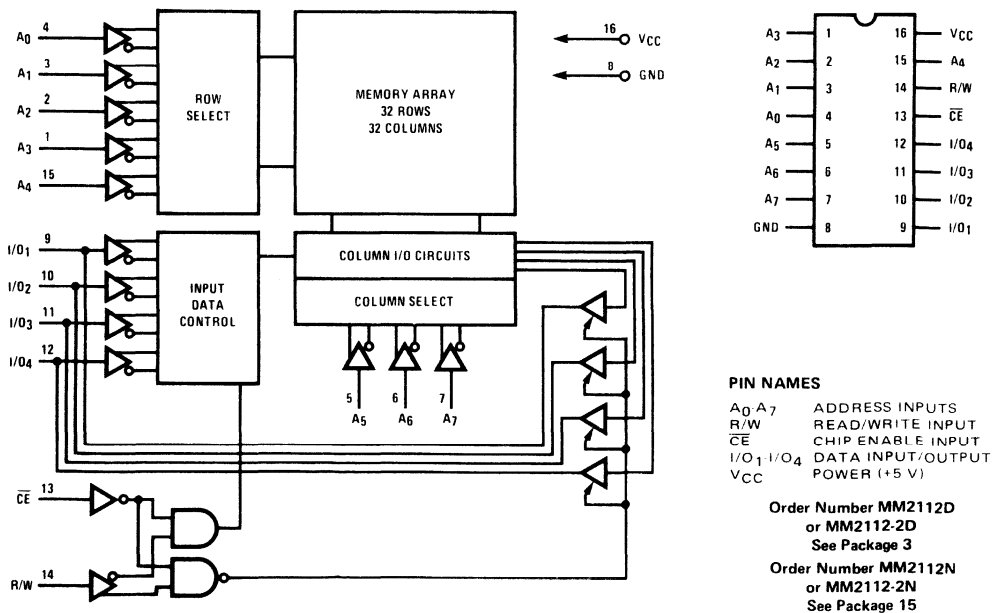 A0 4
A1 3
A2 2
A3 1
A4 15
ROW
SELECT
MEMORY ARRAY
32 ROWS
32 COLUMNS
16 VCC
8 GND
I/O1 9
I/O2 10
I/O3 11
I/O4 12
INPUT
DATA
CONTROL
COLUMN I/O CIRCUITS
COLUMN SELECT
5 6 7
A5 A6 A7
CE 13
R/W 14
A3 1 16 VCC
A2 2 15 A4
A1 3 14 R/W
A0 4 13 CE
A5 5 12 I/O4
A6 6 11 I/O3
A7 7 10 I/O2
GND 8 9 I/O1
PIN NAMES
A0-A7 ADDRESS INPUTS
R/W READ/WRITE INPUT
CE CHIP ENABLE INPUT
I/O1-I/O4 DATA INPUT/OUTPUT
VCC POWER (+5 V)
Order Number MM2112D
or MM2112-2D
See Package 3
Order Number MM2112N
or MM2112-2N
See Package 15